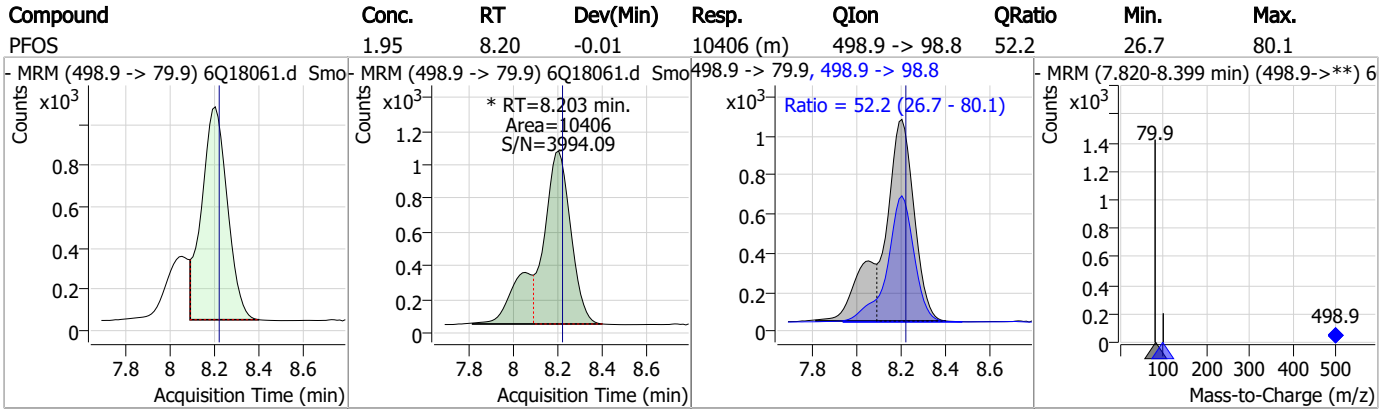 Compound Conc. RT Dev(Min) Resp. QIon QRatio Min. Max.
PFOS 1.95 8.20 -0.01 10406 (m) 498.9 -> 98.8 52.2 26.7 80.1
- MRM (498.9 -> 79.9) 6Q18061.d Smo
Counts
x10³
0.8
0.6
0.4
0.2
0
7.8 8 8.2 8.4 8.6
Acquisition Time (min)
- MRM (498.9 -> 79.9) 6Q18061.d Smo
Counts
x10³
* RT=8.203 min.
Area=10406
S/N=3994.09
1.2
1
0.8
0.6
0.4
0.2
0
7.8 8 8.2 8.4 8.6
Acquisition Time (min)
498.9 -> 79.9, 498.9 -> 98.8
Counts
x10³
Ratio = 52.2 (26.7 - 80.1)
1
0.8
0.6
0.4
0.2
0
7.8 8 8.2 8.4 8.6
Acquisition Time (min)
- MRM (7.820-8.399 min) (498.9->**) 6
Counts
x10³
79.9
1.4
1.2
1
0.8
0.6
0.4
0.2
0
498.9
100 200 300 400 500
Mass-to-Charge (m/z)